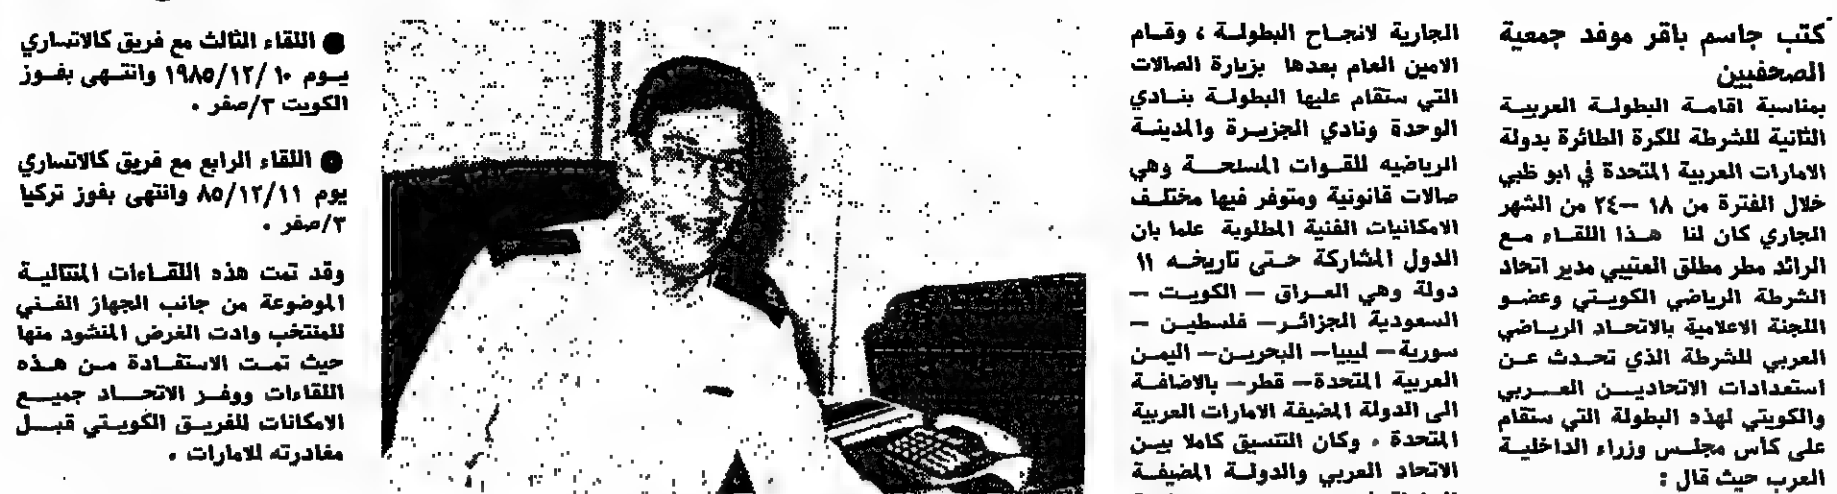 كتب جاسم باقر موفد جمعية
الصحفيين
بمناسبة اقامة البطولة العربية
الثانية للشرطة للكرة الطائرة بدولة
الامارات العربية المتحدة في ابو ظبي
خلال الفترة من ١٨ -٢٤ من الشهر
الجاري كان لنا هذا اللقاء مع
الرائد مطر مطلق العتيبي مدير اتحاد
الشرطة الرياضي الكويتي وعضو
اللجنة الاعلامية بالاتحاد الرياضي
العربي للشرطة الذي تحدث عن
استعدادات الاتحاديين العربي
والكويتي لهذه البطولة التي ستقام
على كأس مجلس وزراء الداخلية
العرب حيث قال :
الجارية لانجاح البطولة ، وقام
الامين العام بعدها بزيارة الصالات
التي ستقام عليها البطولة بنادي
الوحدة ونادي الجزيرة والمدينة
الرياضيه للقوات المسلحة وهي
صالات قانونية ومتوفر فيها مختلف
الامكانيات الفنية المطلوبة علما بان
الدول المشاركة حتى تاريخه ١١
دولة وهي العراق - الكويت -
السعودية الجزائر - فلسطين -
سورية - ليبيا - البحرين - اليمن
العربية المتحدة - قطر - بالاضافة
الى الدولة المضيفة الامارات العربية
المتحدة . وكان التنسيق كاملا بين
الاتحاد العربي والدولة المضيفة
● اللقاء الثالث مع فريق كالاتساري
يوم ١٠ /١٩٨٥/١٢ وانتهى بفوز
الكويت ٣/صفر .
● اللقاء الرابع مع فريق كالاتساري
يوم ٨٥/١٢/١١ وانتهى بفوز تركيا
٣/صفر .
وقد تمت هذه اللقاءات المتتالية
الموضوعة من جانب الجهاز الفني
للمنتخب وادت الغرض المنشود منها
حيث تمت الاستفادة من هذه
اللقاءات ووفر الاتحاد جميع
الامكانات للفريق الكويتي قبل
مغادرته للامارات .